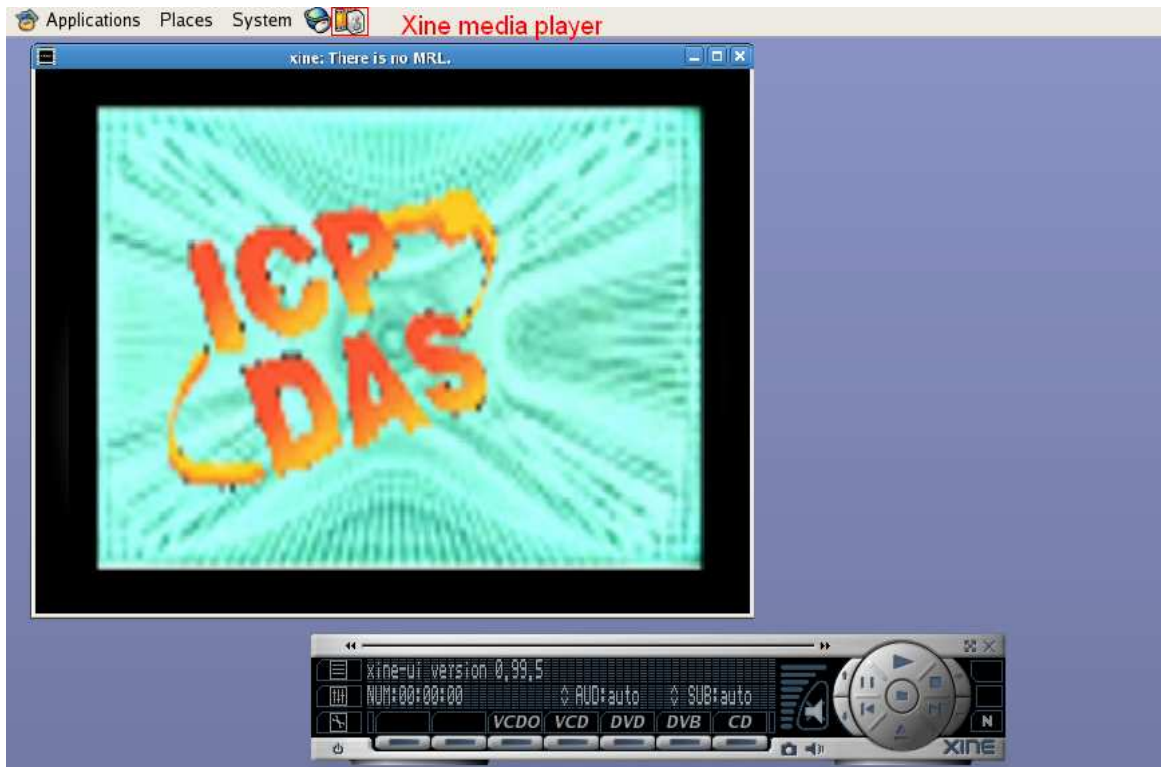 Applications Places System Xine media player
xine: There is no MRL.
ICP
DAS
xine-ui version 0.99.5
NUM:00:00:00 AUD:auto SUB:auto
VCDO VCD DVD DVB CD
N
XINE